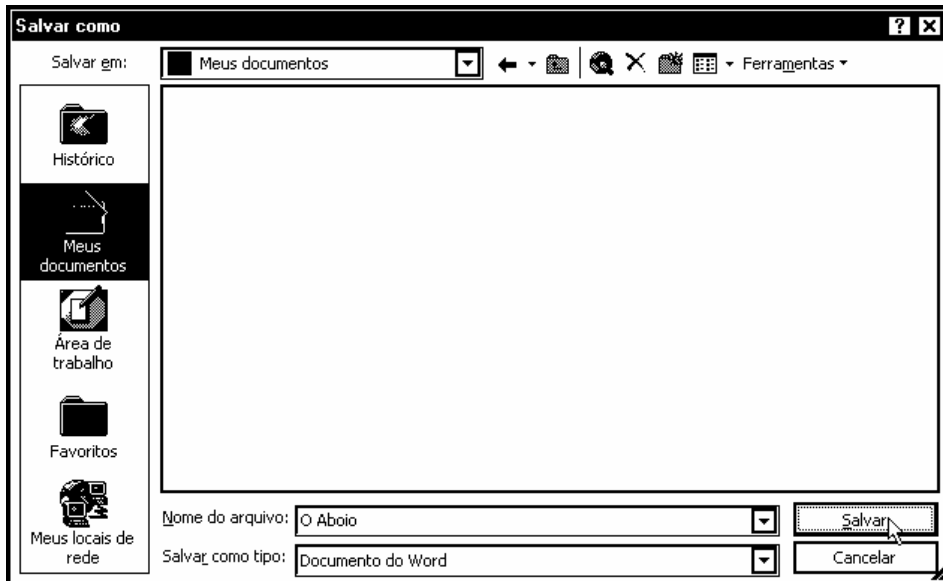 Salvar como
Salvar em:
Meus documentos
Ferramentas
Histórico
Meus
documentos
Área de
trabalho
Favoritos
Meus locais de
rede
Nome do arquivo:
O Aboio
Salvar
Salvar como tipo:
Documento do Word
Cancelar